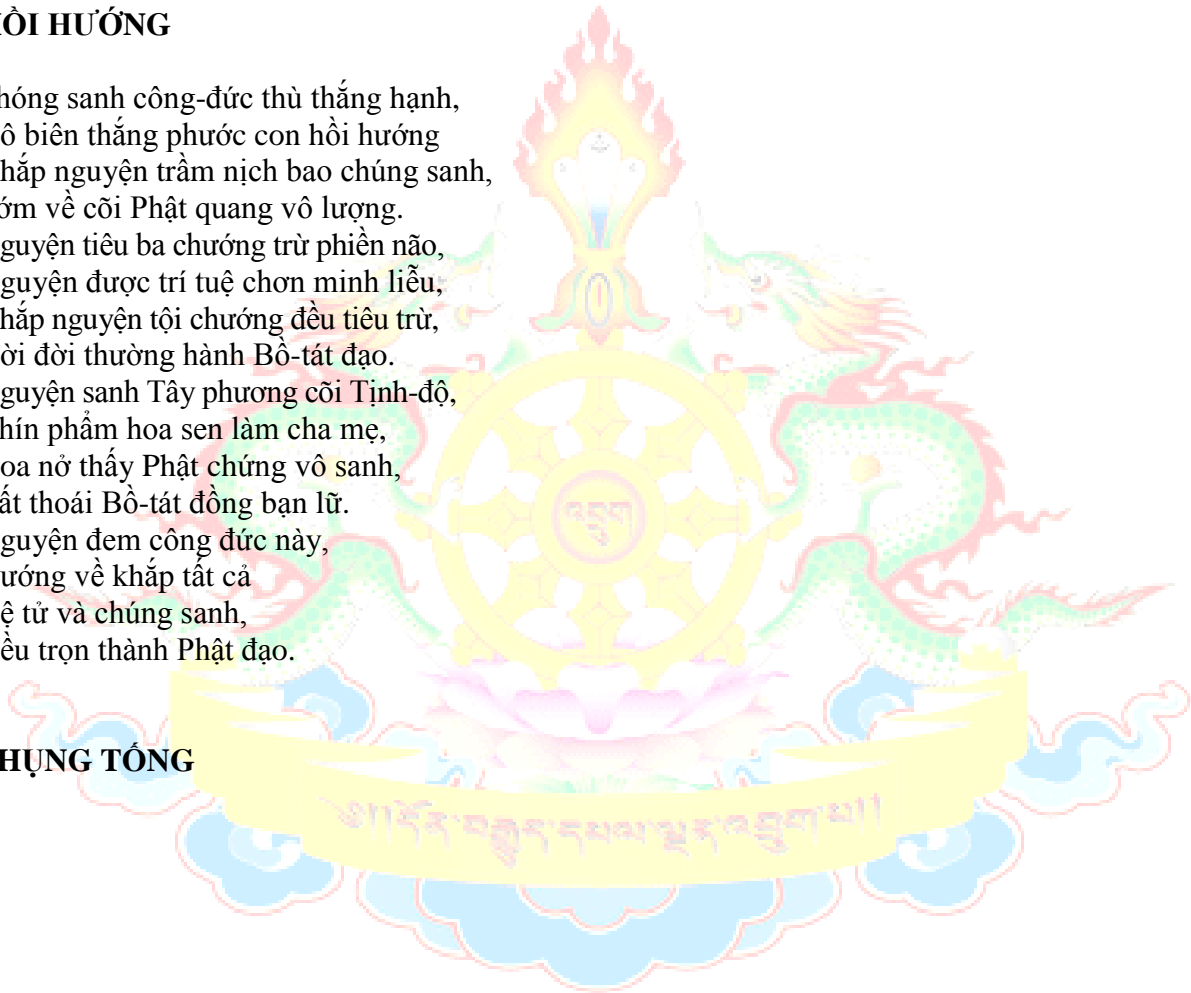 HỒI HƯỚNG
hóng sanh công-đức thù thắng hạnh,
ô biên thắng phước con hồi hướng
hắp nguyện trầm nịch bao chúng sanh,
ớm về cõi Phật quang vô lượng.
guyện tiêu ba chướng trừ phiền não,
guyện được trí tuệ chơn minh liễu,
hắp nguyện tội chướng đều tiêu trừ,
ời đời thường hành Bồ-tát đạo.
guyện sanh Tây phương cõi Tịnh-độ,
hín phẩm hoa sen làm cha mẹ,
oa nở thấy Phật chứng vô sanh,
ất thoái Bồ-tát đồng bạn lữ.
guyện đem công đức này,
ướng về khắp tất cả
ệ tử và chúng sanh,
ều trọn thành Phật đạo.
HỤNG TỐNG
འབྲུག
༄།།དོན་བརྒྱུད་དཔལ་ལྡན་འབྲུག་པ།།